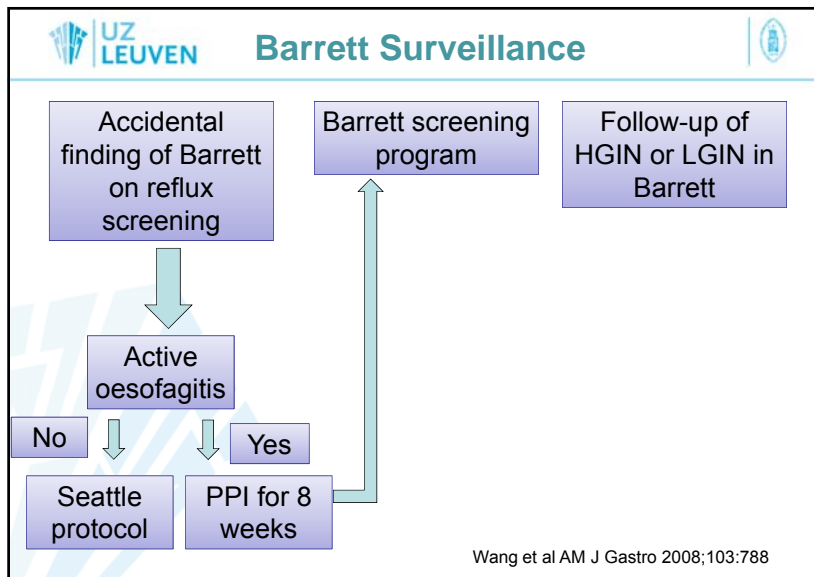 UZ
LEUVEN
Barrett Surveillance
Accidental
finding of Barrett
on reflux
screening
Barrett screening
program
Follow-up of
HGIN or LGIN in
Barrett
Active
oesofagitis
No
Yes
Seattle
protocol
PPI for 8
weeks
Wang et al AM J Gastro 2008;103:788